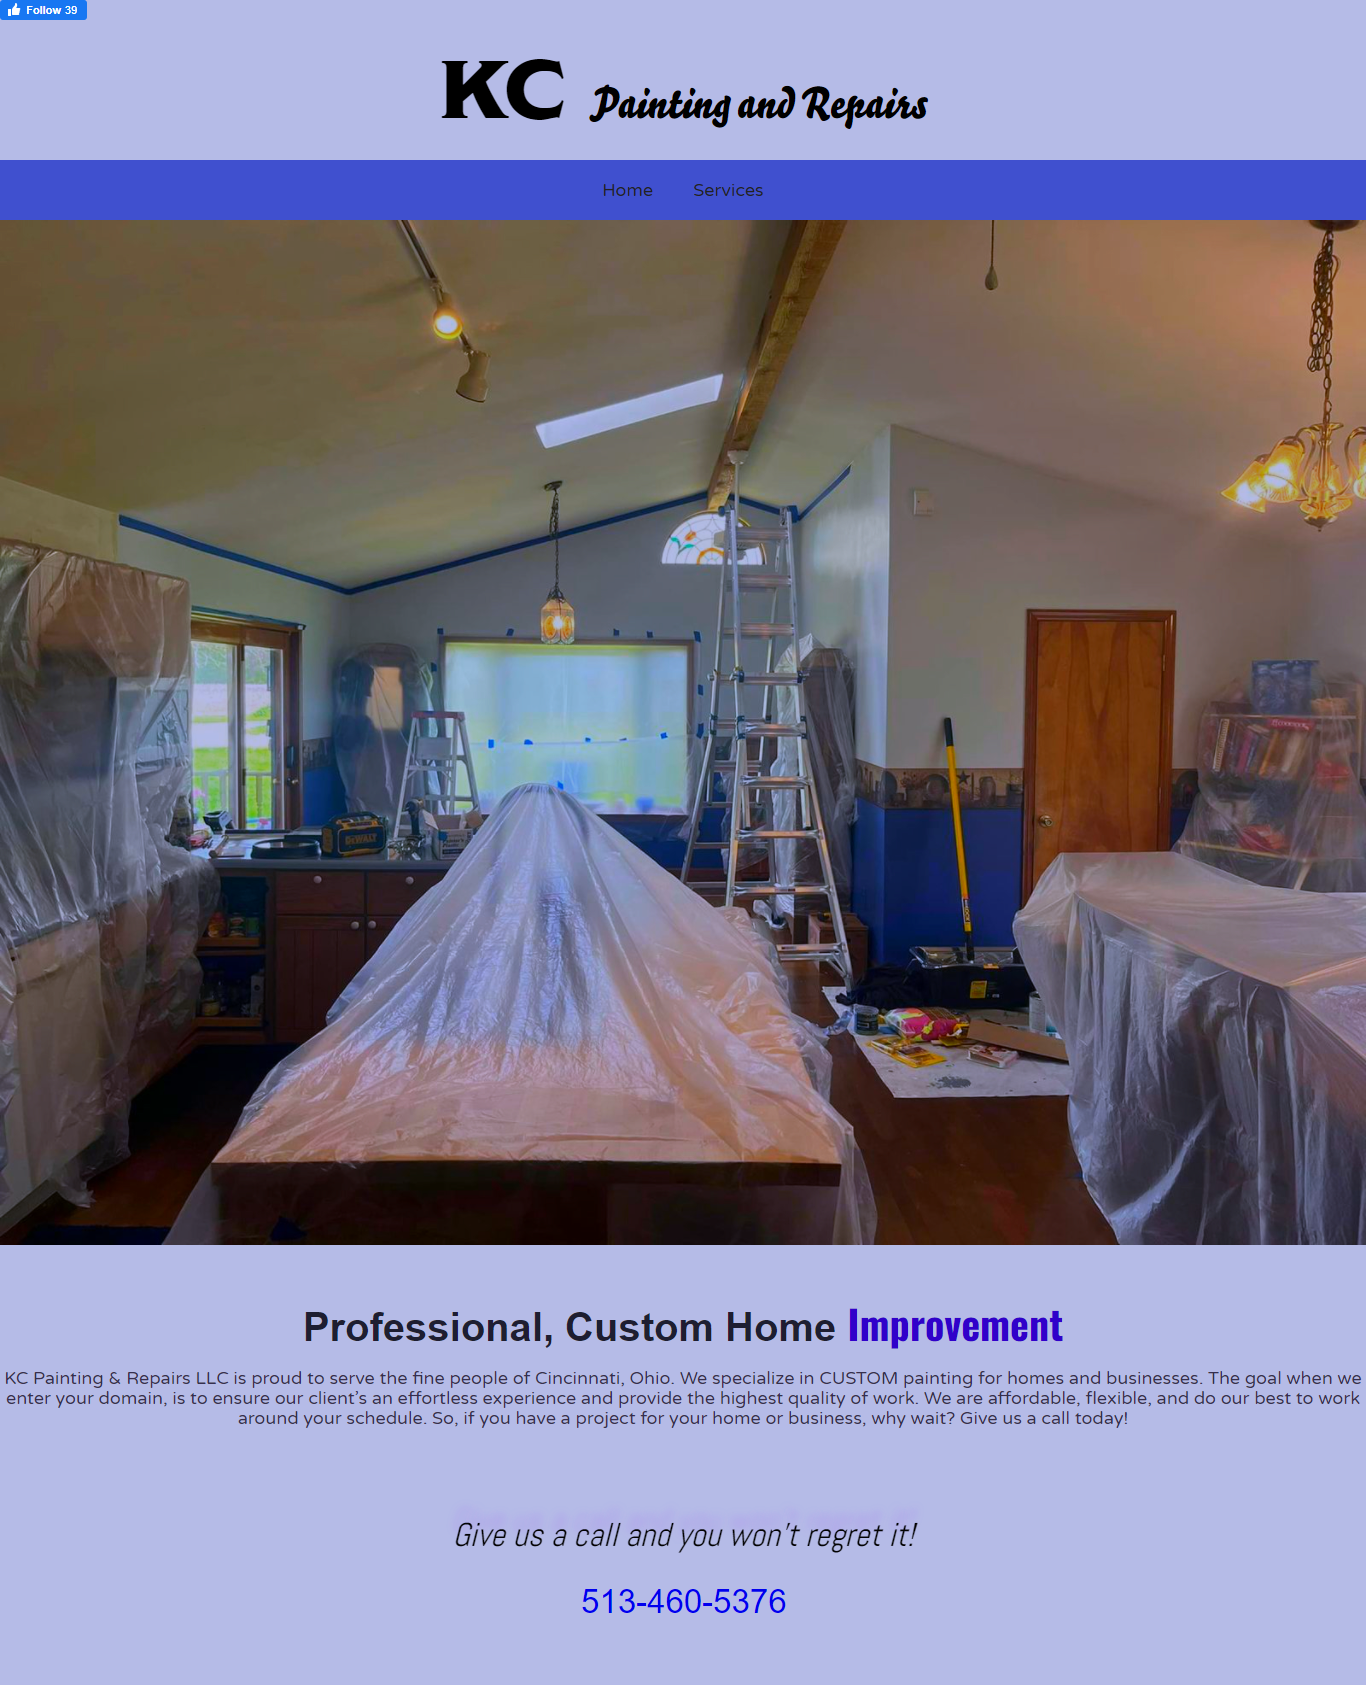 Follow 39
KC Painting and Repairs
Home Services
DEWALT
Professional, Custom Home Improvement
KC Painting & Repairs LLC is proud to serve the fine people of Cincinnati, Ohio. We specialize in CUSTOM painting for homes and businesses. The goal when we
enter your domain, is to ensure our client’s an effortless experience and provide the highest quality of work. We are affordable, flexible, and do our best to work
around your schedule. So, if you have a project for your home or business, why wait? Give us a call today!
Give us a call and you won't regret it!
513-460-5376